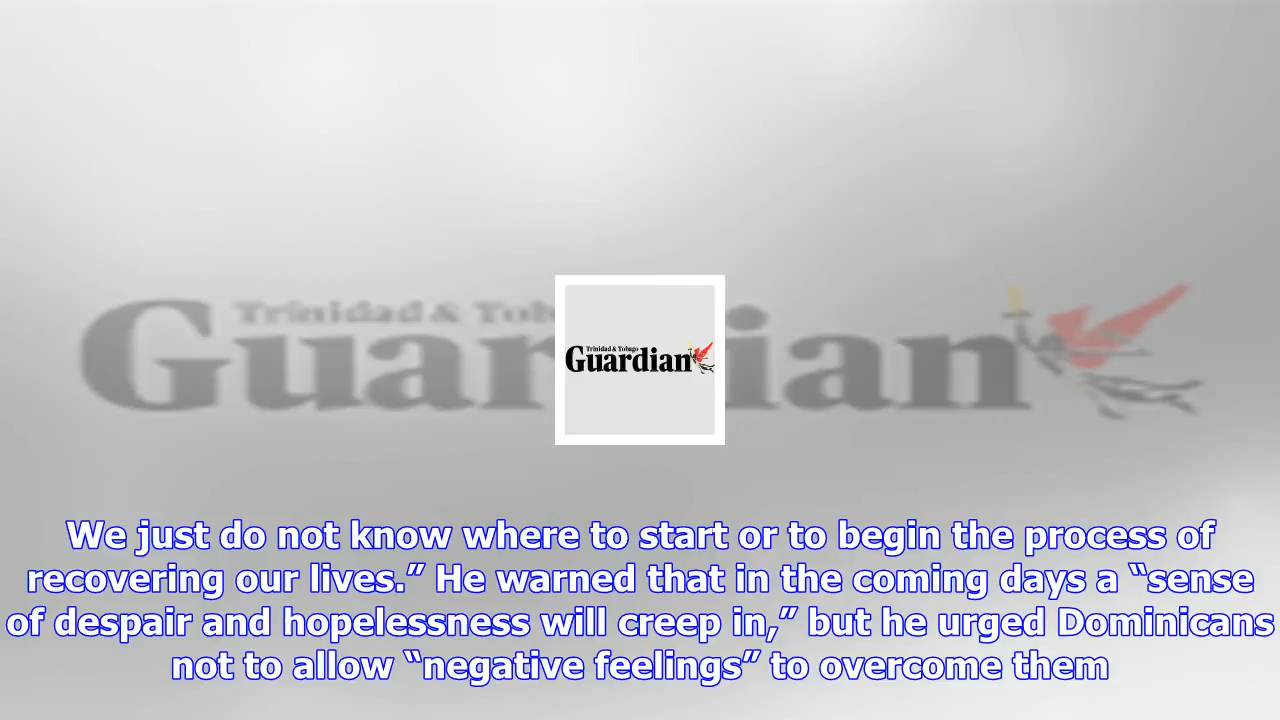 Trinidad & Tob
Guardian
Trinidad & Tobago
Guardian
We just do not know where to start or to begin the process of
recovering our lives.” He warned that in the coming days a “sense
of despair and hopelessness will creep in,” but he urged Dominicans
not to allow “negative feelings” to overcome them